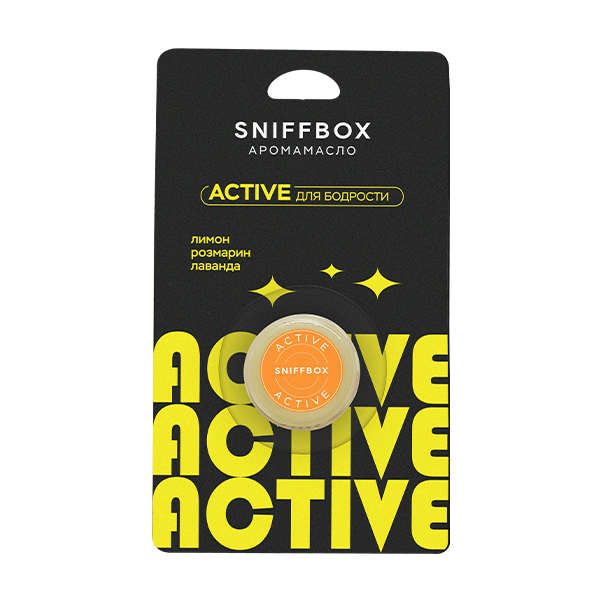 SNIFFBOX
АРОМАМАСЛО
ACTIVE ДЛЯ БОДРОСТИ
лимон
розмарин
лаванда
ACTIVE
SNIFFBOX
ACTIVE
ACTIVE
ACTIVE
ACTIVE